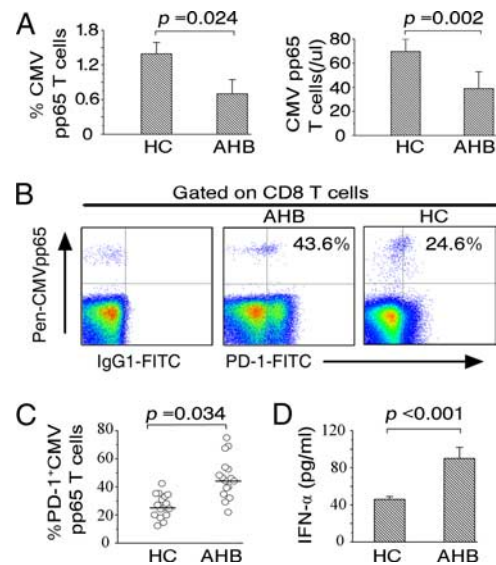 A
p =0.024
% CMV
pp65 T cells
1.8
1.2
0.6
0
HC AHB
p =0.002
CMV pp65
T cells(/ul)
80
60
40
20
0
HC AHB
B
Gated on CD8 T cells
AHB HC
43.6% 24.6%
Pen-CMVpp65
IgG1-FITC PD-1-FITC
C
p =0.034
%PD-1⁺CMV
pp65 T cells
80
60
40
20
0
HC AHB
D
p <0.001
IFN-α (pg/ml)
120
80
40
0
HC AHB